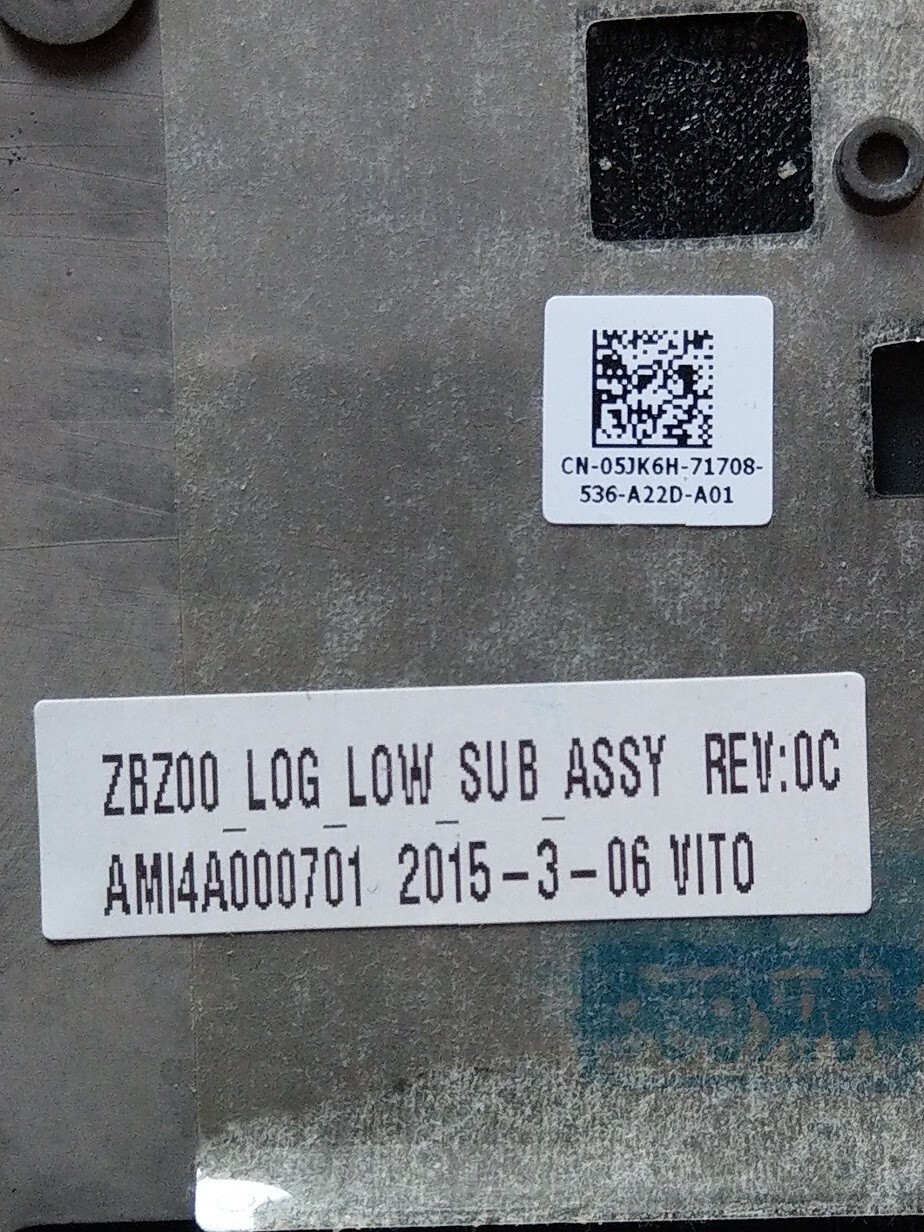 CN-05JK6H-71708-
536-A22D-A01
ZBZ00_LOG_LOW_SUB_ASSY REV:0C
AMI4A000701 2015-3-06 VITO